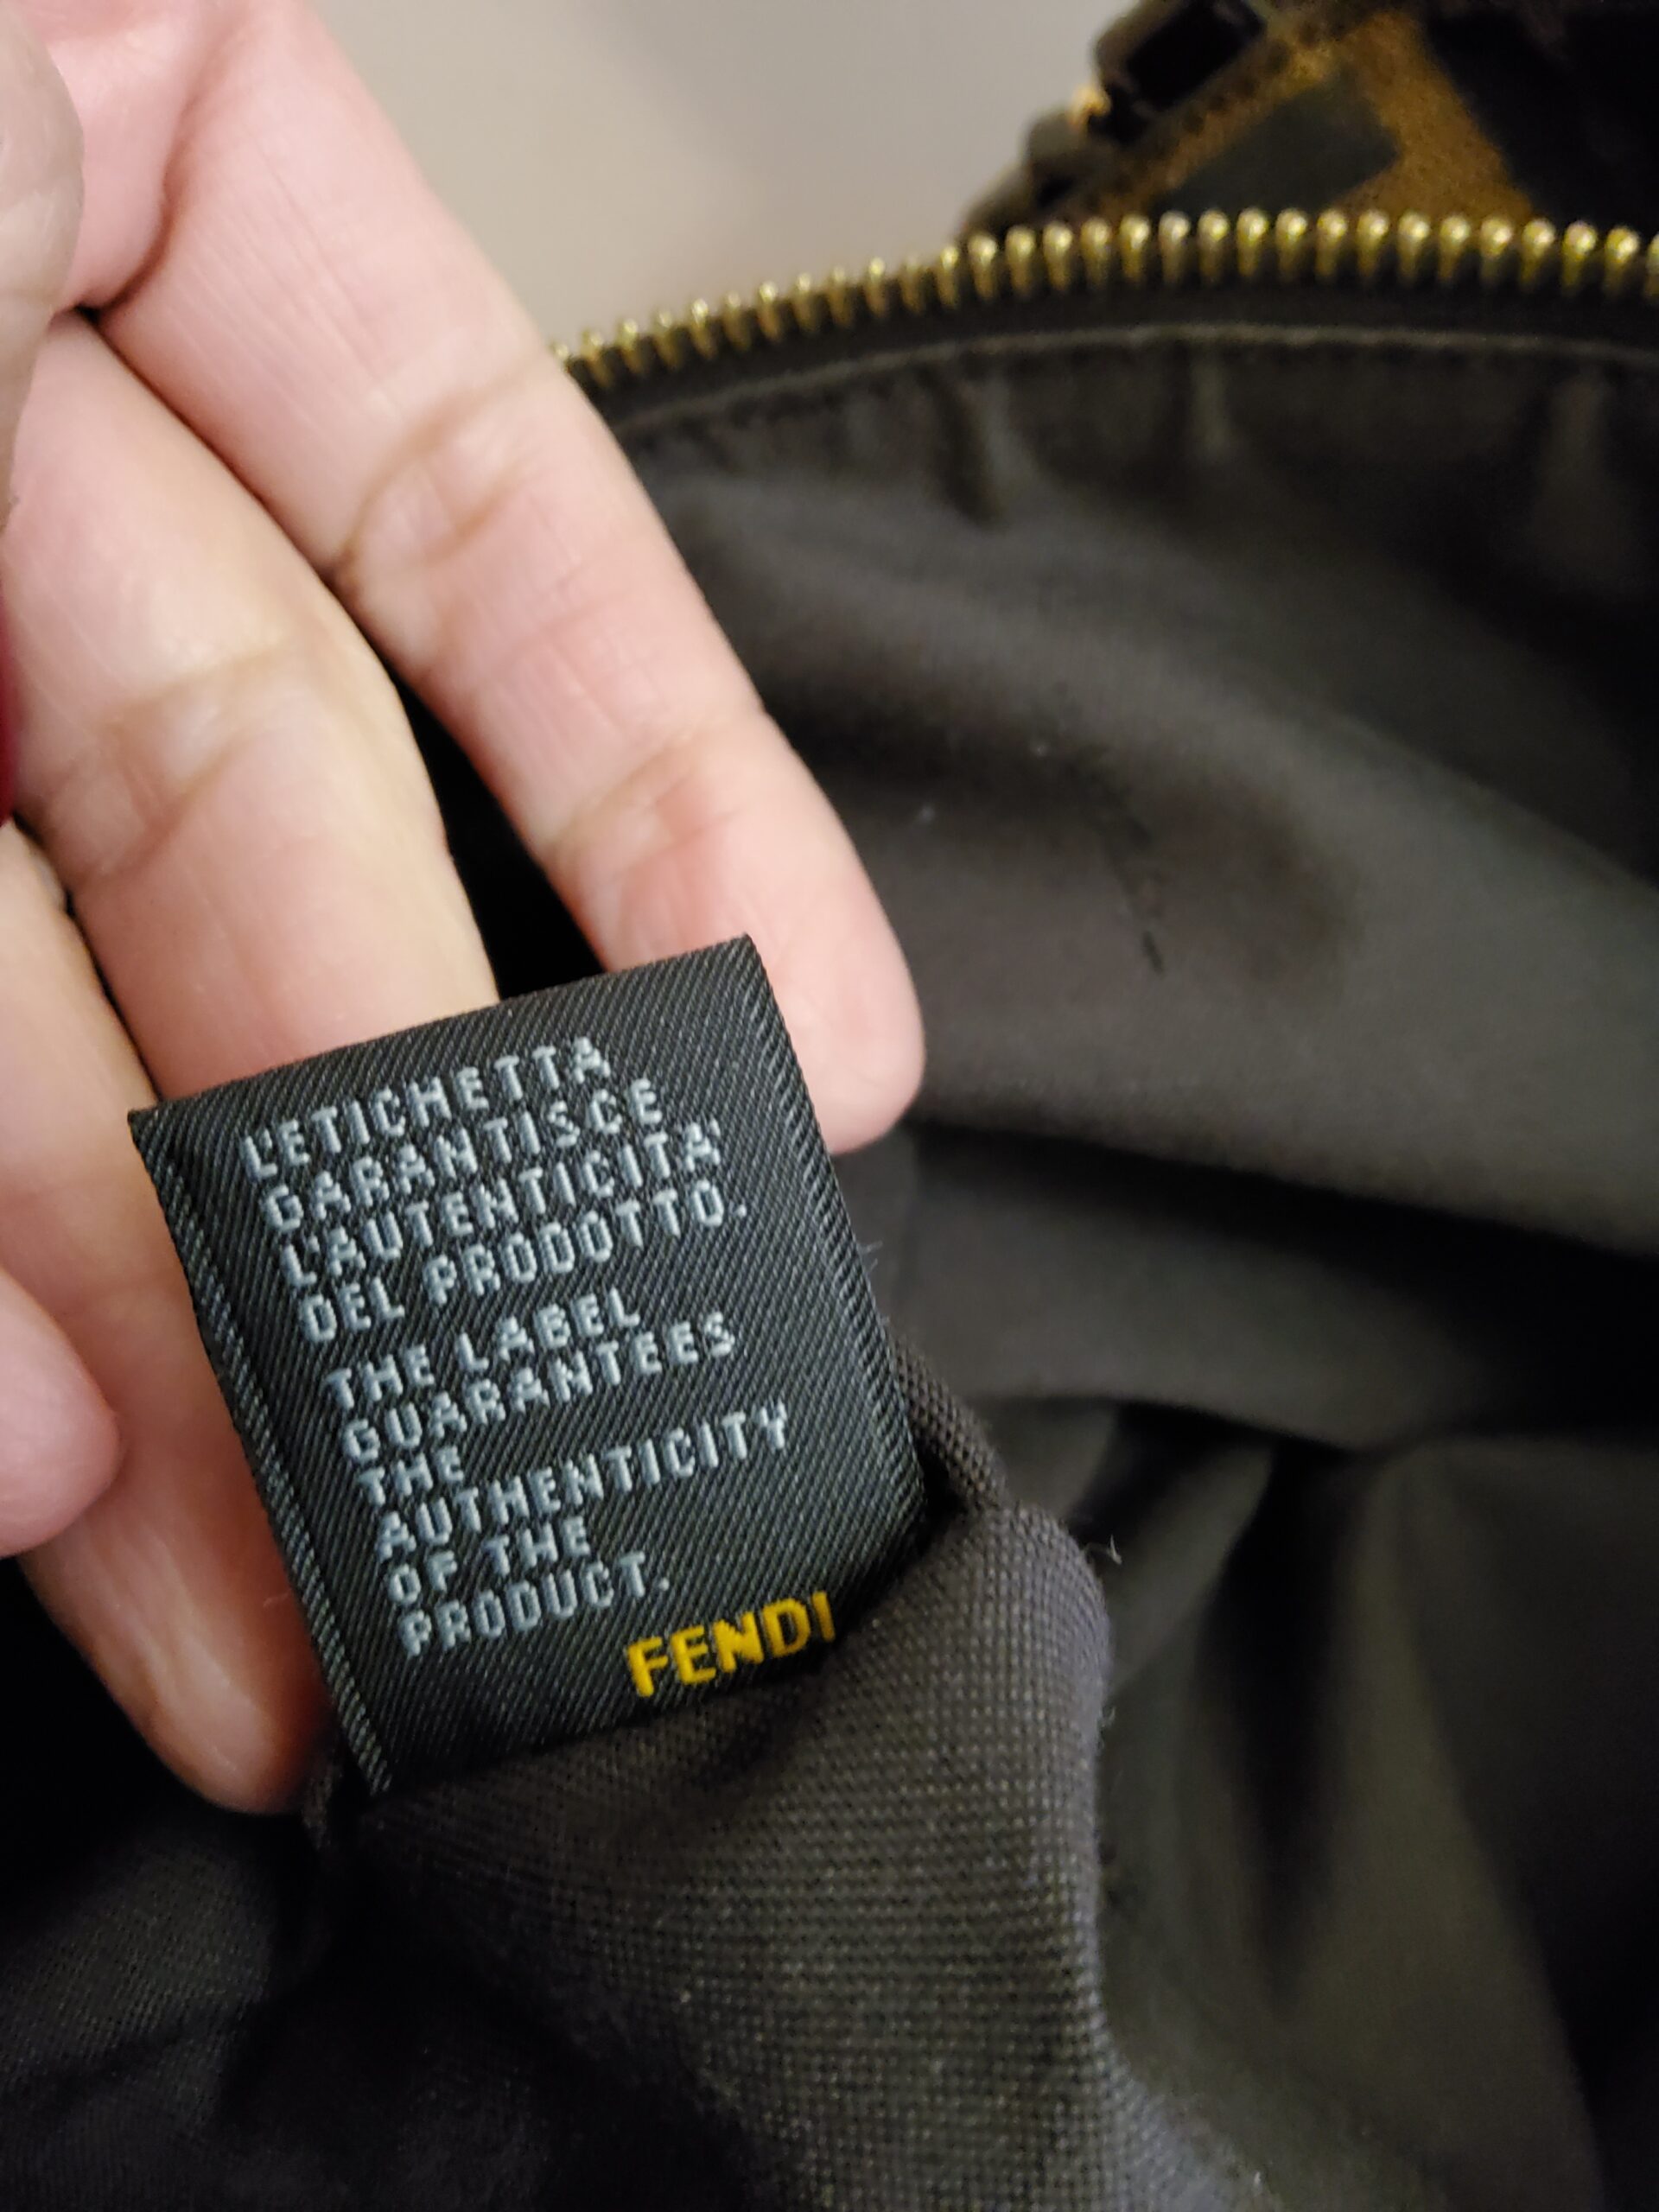 L'ETICHETTA
GARANTISCE
L'AUTENTICITA'
DEL PRODOTTO.
THE LABEL
GUARANTEES
THE
AUTHENTICITY
OF THE
PRODUCT.
FENDI